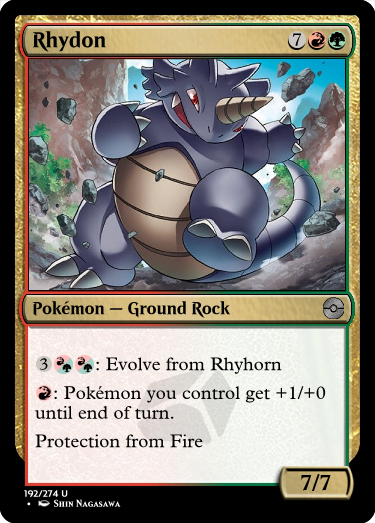 Rhydon 7
Pokémon — Ground Rock
3: Evolve from Rhyhorn
: Pokémon you control get +1/+0
until end of turn.
Protection from Fire
7/7
192/274 U
• Shin Nagasawa